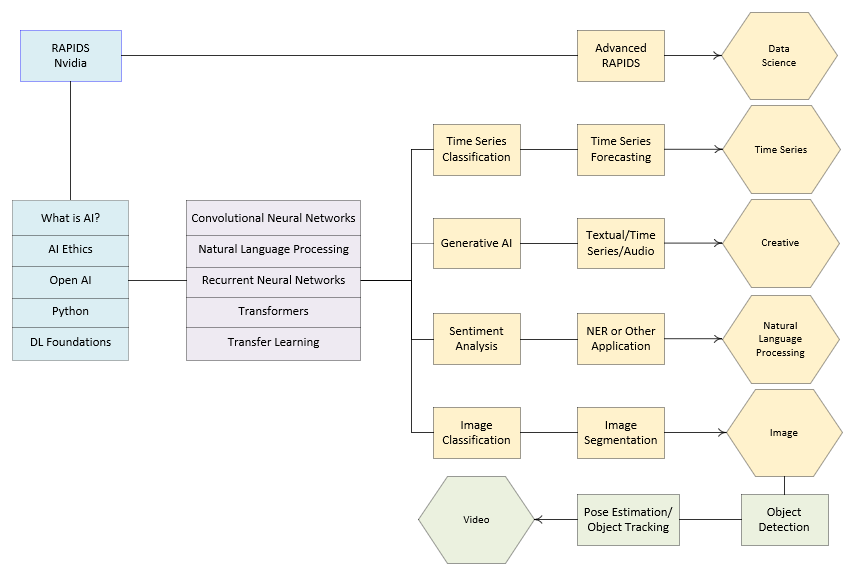 RAPIDS
Nvidia
Advanced
RAPIDS
Data
Science
Time Series
Classification
Time Series
Forecasting
Time Series
What is AI?
AI Ethics
Open AI
Python
DL Foundations
Convolutional Neural Networks
Natural Language Processing
Recurrent Neural Networks
Transformers
Transfer Learning
Generative AI
Textual/Time
Series/Audio
Creative
Sentiment
Analysis
NER or Other
Application
Natural
Language
Processing
Image
Classification
Image
Segmentation
Image
Video
Pose Estimation/
Object Tracking
Object
Detection